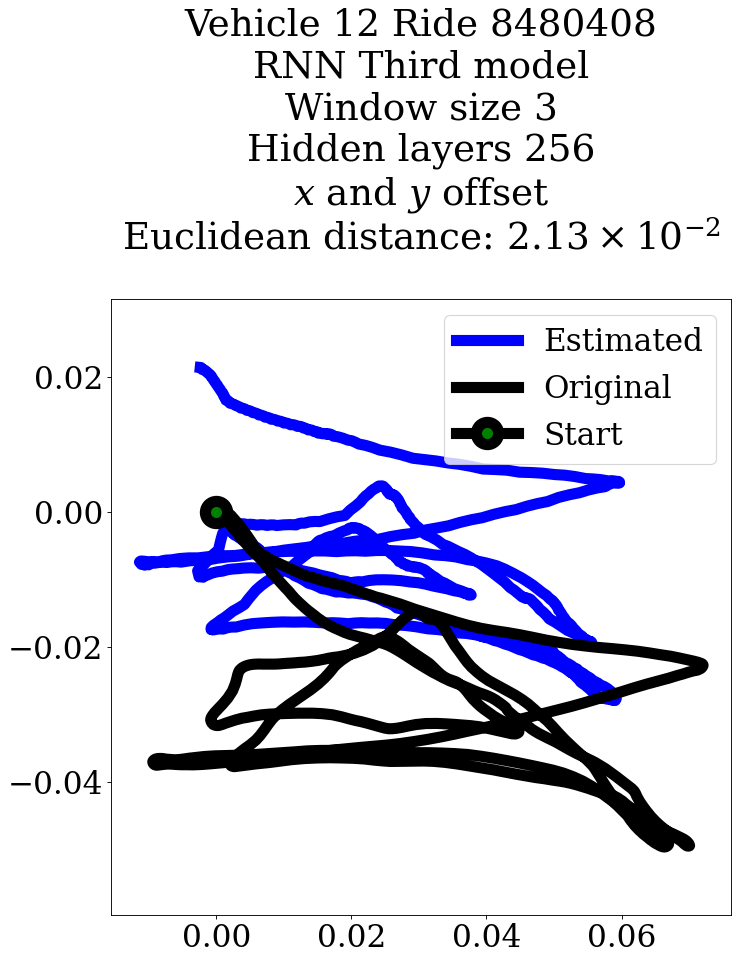 Vehicle 12 Ride 8480408
RNN Third model
Window size 3
Hidden layers 256
x and y offset
Euclidean distance: 2.13 × 10⁻²
Estimated
Original
Start
0.02
0.00
−0.02
−0.04
0.00 0.02 0.04 0.06